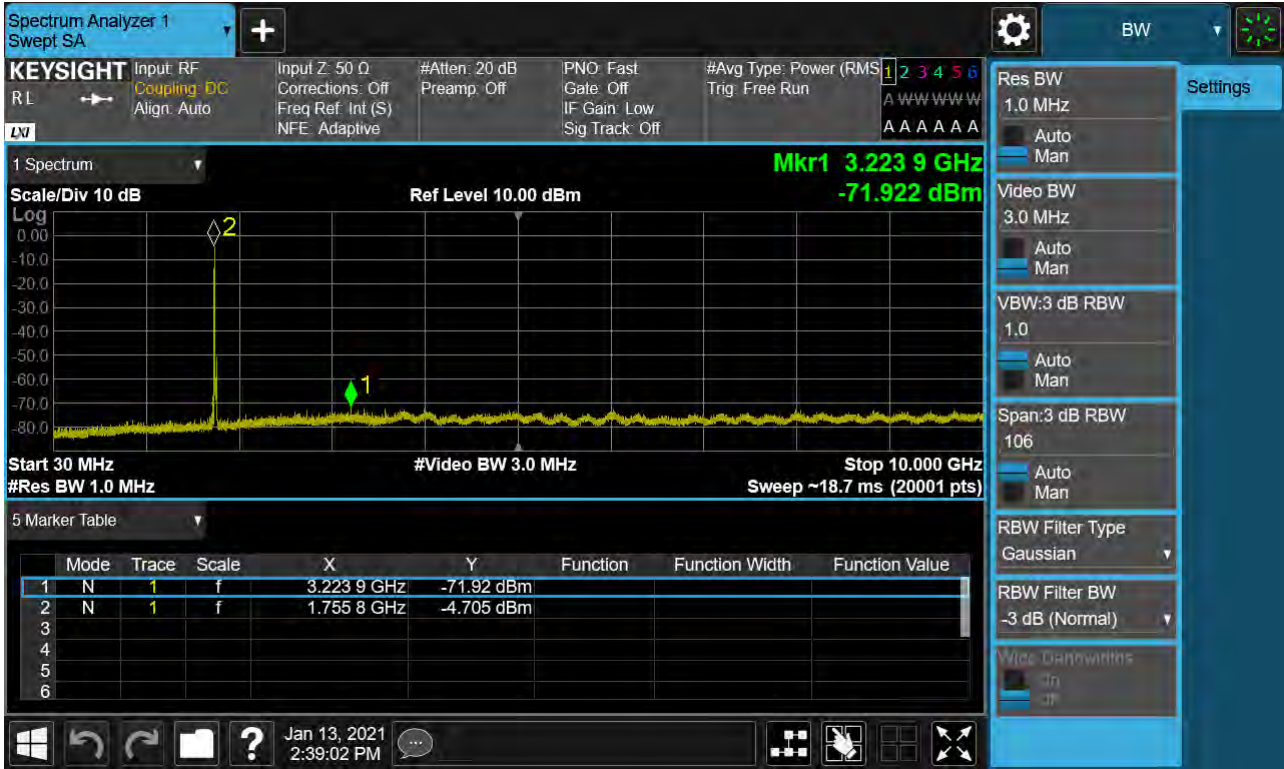 Spectrum Analyzer 1
Swept SA
+
BW
KEYSIGHT
RL
LXI
Input: RF
Coupling: DC
Align: Auto
Input Z: 50 Ω
Corrections: Off
Freq Ref: Int (S)
NFE: Adaptive
#Atten: 20 dB
Preamp: Off
PNO: Fast
Gate: Off
IF Gain: Low
Sig Track: Off
#Avg Type: Power (RMS
Trig: Free Run
1 2 3 4 5 6
A W W W W W
A A A A A A
1 Spectrum
Mkr1 3.223 9 GHz
Scale/Div 10 dB
Ref Level 10.00 dBm
-71.922 dBm
Log
0.00
-10.0
-20.0
-30.0
-40.0
-50.0
-60.0
-70.0
-80.0
2
1
Start 30 MHz
#Video BW 3.0 MHz
Stop 10.000 GHz
#Res BW 1.0 MHz
Sweep ~18.7 ms (20001 pts)
5 Marker Table
Mode Trace Scale X Y Function Function Width Function Value
1 N 1 f 3.223 9 GHz -71.92 dBm
2 N 1 f 1.755 8 GHz -4.705 dBm
3
4
5
6
?
Jan 13, 2021
2:39:02 PM
Res BW
1.0 MHz
Auto
Man
Video BW
3.0 MHz
Auto
Man
VBW:3 dB RBW
1.0
Auto
Man
Span:3 dB RBW
106
Auto
Man
RBW Filter Type
Gaussian
RBW Filter BW
-3 dB (Normal)
Settings